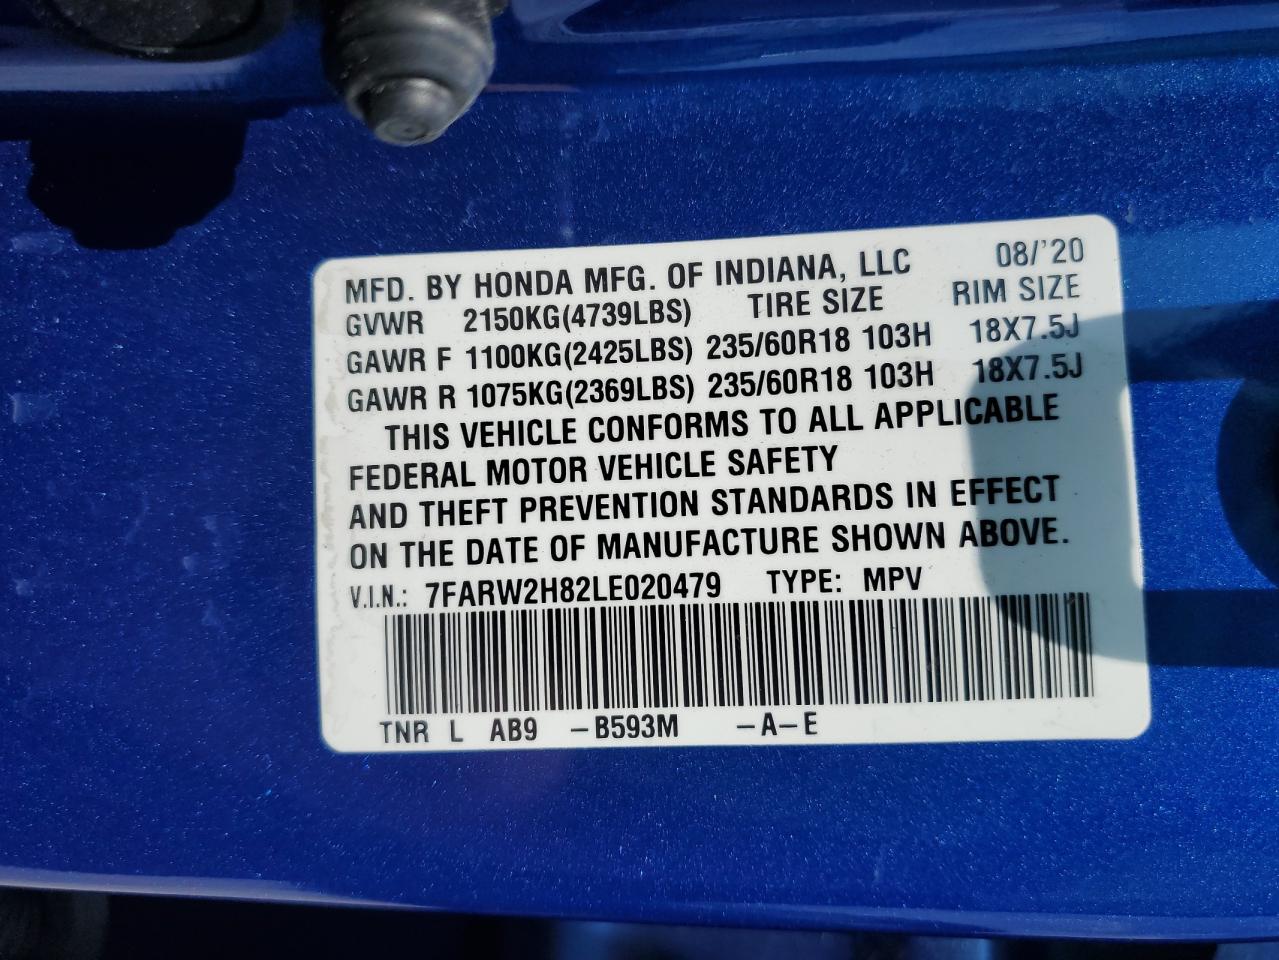 MFD. BY HONDA MFG. OF INDIANA, LLC 08/'20
GVWR 2150KG(4739LBS) TIRE SIZE RIM SIZE
GAWR F 1100KG(2425LBS) 235/60R18 103H 18X7.5J
GAWR R 1075KG(2369LBS) 235/60R18 103H 18X7.5J
THIS VEHICLE CONFORMS TO ALL APPLICABLE
FEDERAL MOTOR VEHICLE SAFETY
AND THEFT PREVENTION STANDARDS IN EFFECT
ON THE DATE OF MANUFACTURE SHOWN ABOVE.
V.I.N.: 7FARW2H82LE020479 TYPE: MPV
TNR L AB9 -B593M -A-E